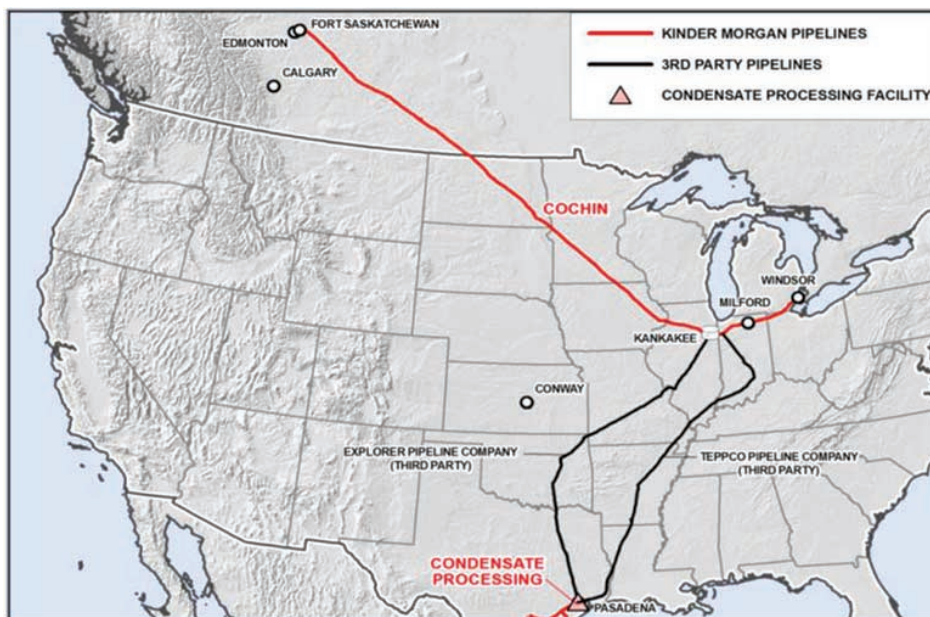 FORT SASKATCHEWAN
EDMONTON
CALGARY
KINDER MORGAN PIPELINES
3RD PARTY PIPELINES
CONDENSATE PROCESSING FACILITY
COCHIN
WINDSOR
MILFORD
KANKAKEE
CONWAY
EXPLORER PIPELINE COMPANY
(THIRD PARTY)
TEPPCO PIPELINE COMPANY
(THIRD PARTY)
CONDENSATE
PROCESSING
PASADENA